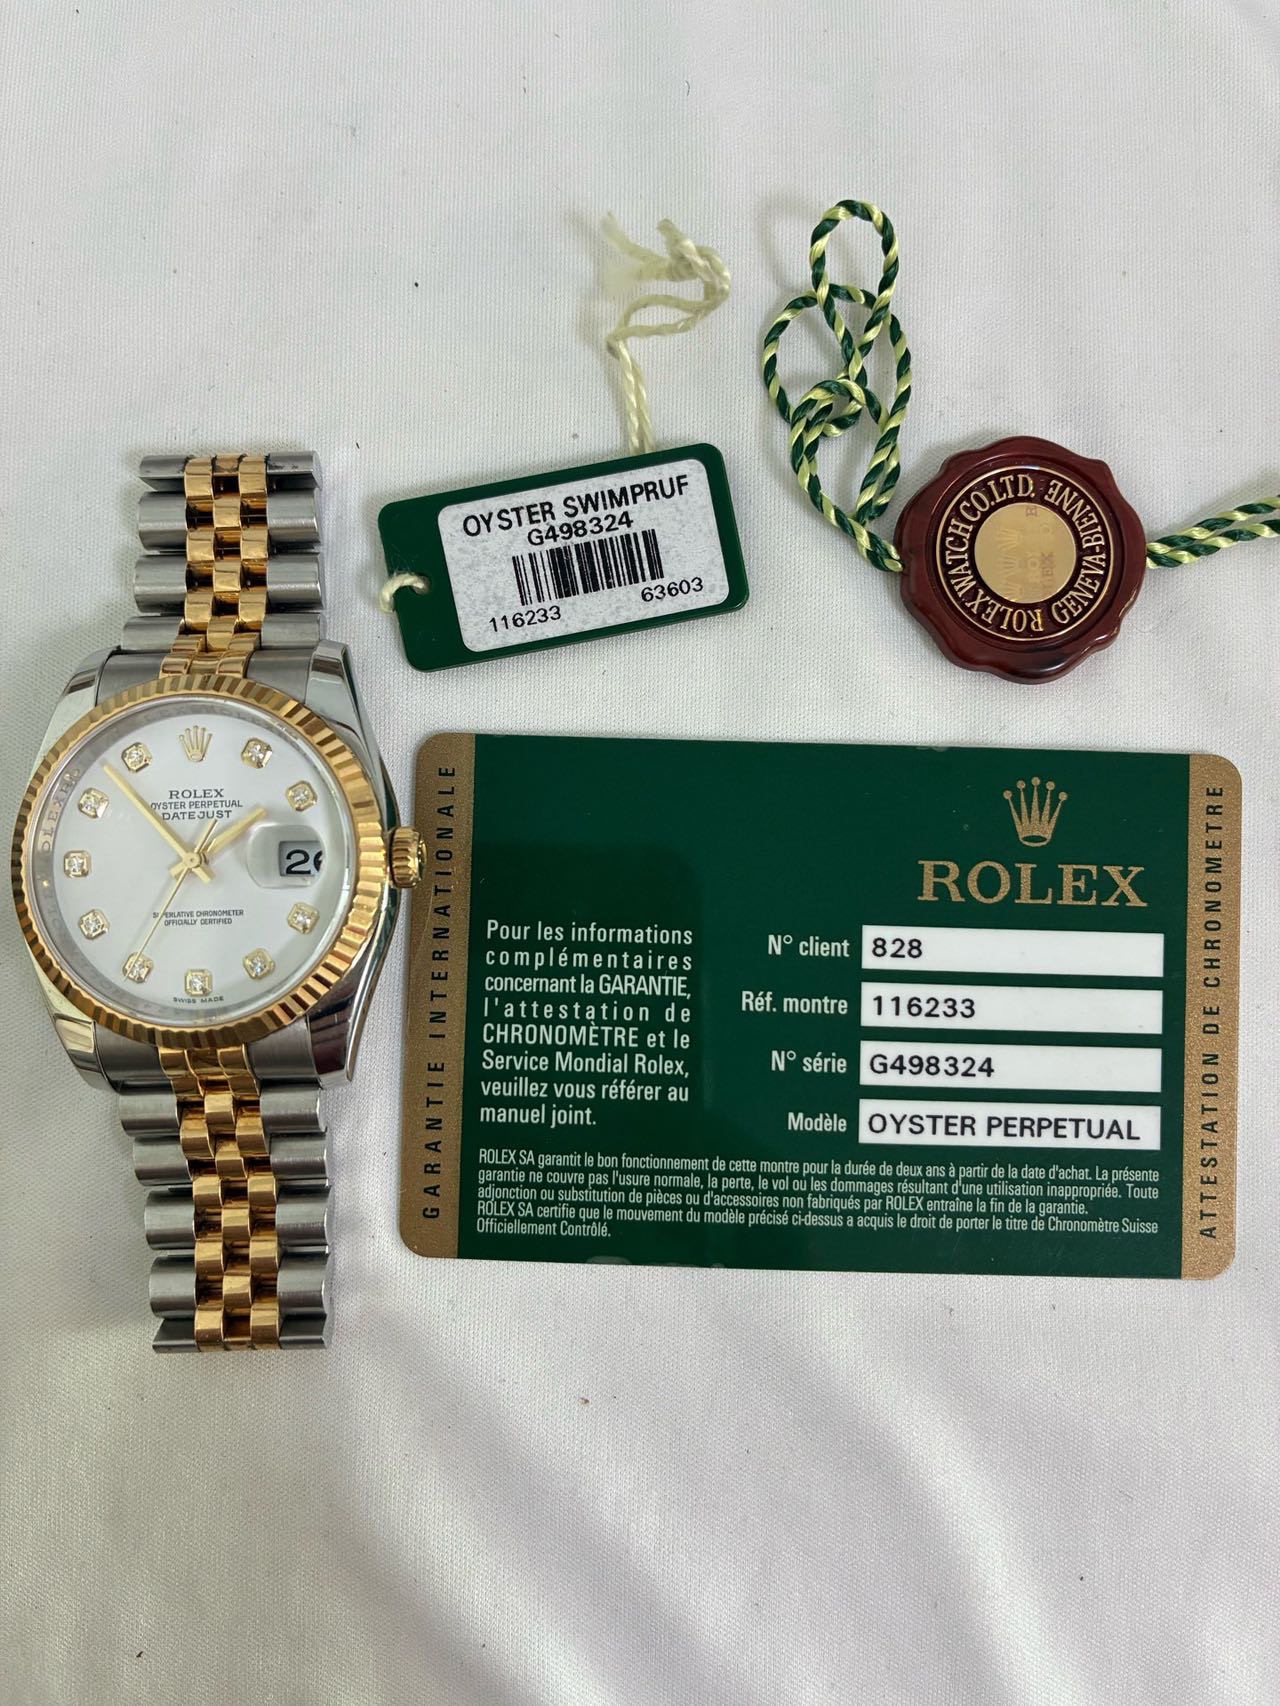 OYSTER SWIMPRUF
G498324
116233
63603
ROLEX WATCH CO. LTD. GENEVA-BIENNE
ROLEX
OYSTER PERPETUAL
DATEJUST
SUPERLATIVE CHRONOMETER
OFFICIALLY CERTIFIED
SWISS MADE
GARANTIE INTERNATIONALE
ROLEX
Pour les informations
complémentaires
concernant la GARANTIE,
l'attestation de
CHRONOMÈTRE et le
Service Mondial Rolex,
veuillez vous référer au
manuel joint.
N° client 828
Réf. montre 116233
N° série G498324
Modèle OYSTER PERPETUAL
ROLEX SA garantit le bon fonctionnement de cette montre pour la durée de deux ans à partir de la date d'achat. La présente
garantie ne couvre pas l'usure normale, la perte, le vol ou les dommages résultant d'une utilisation inappropriée. Toute
adjonction ou substitution de pièces ou d'accessoires non fabriqués par ROLEX entraîne la fin de la garantie.
ROLEX SA certifie que le mouvement du modèle précisé ci-dessus a acquis le droit de porter le titre de Chronomètre Suisse
Officiellement Contrôlé.
ATTESTATION DE CHRONOMETRE